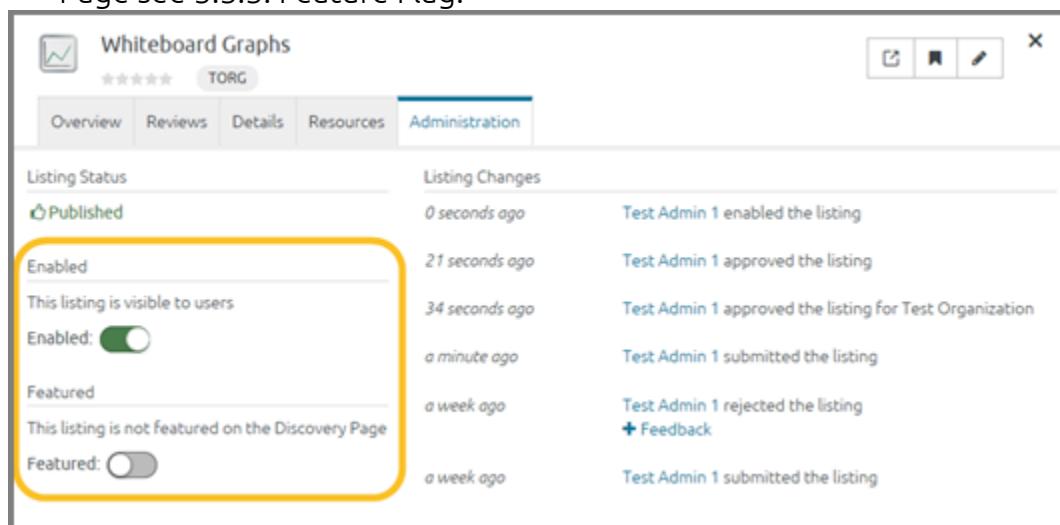 Page see 5.3.5. Feature Flag.
Whiteboard Graphs
TORG
Overview Reviews Details Resources Administration
Listing Status
Published
Enabled
This listing is visible to users
Enabled:
Featured
This listing is not featured on the Discovery Page
Featured:
Listing Changes
0 seconds ago Test Admin 1 enabled the listing
21 seconds ago Test Admin 1 approved the listing
34 seconds ago Test Admin 1 approved the listing for Test Organization
a minute ago Test Admin 1 submitted the listing
a week ago Test Admin 1 rejected the listing
+ Feedback
a week ago Test Admin 1 submitted the listing